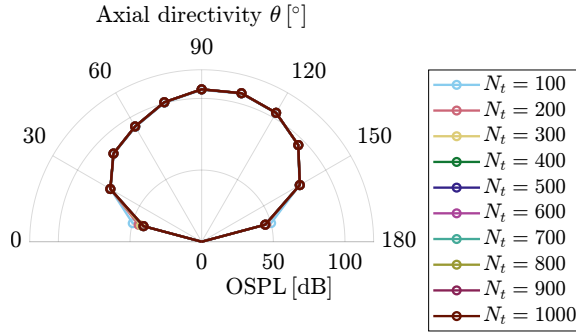 Axial directivity θ [°]
90
60
120
30
150
0
180
0
50
100
OSPL [dB]
N_t = 100
N_t = 200
N_t = 300
N_t = 400
N_t = 500
N_t = 600
N_t = 700
N_t = 800
N_t = 900
N_t = 1000